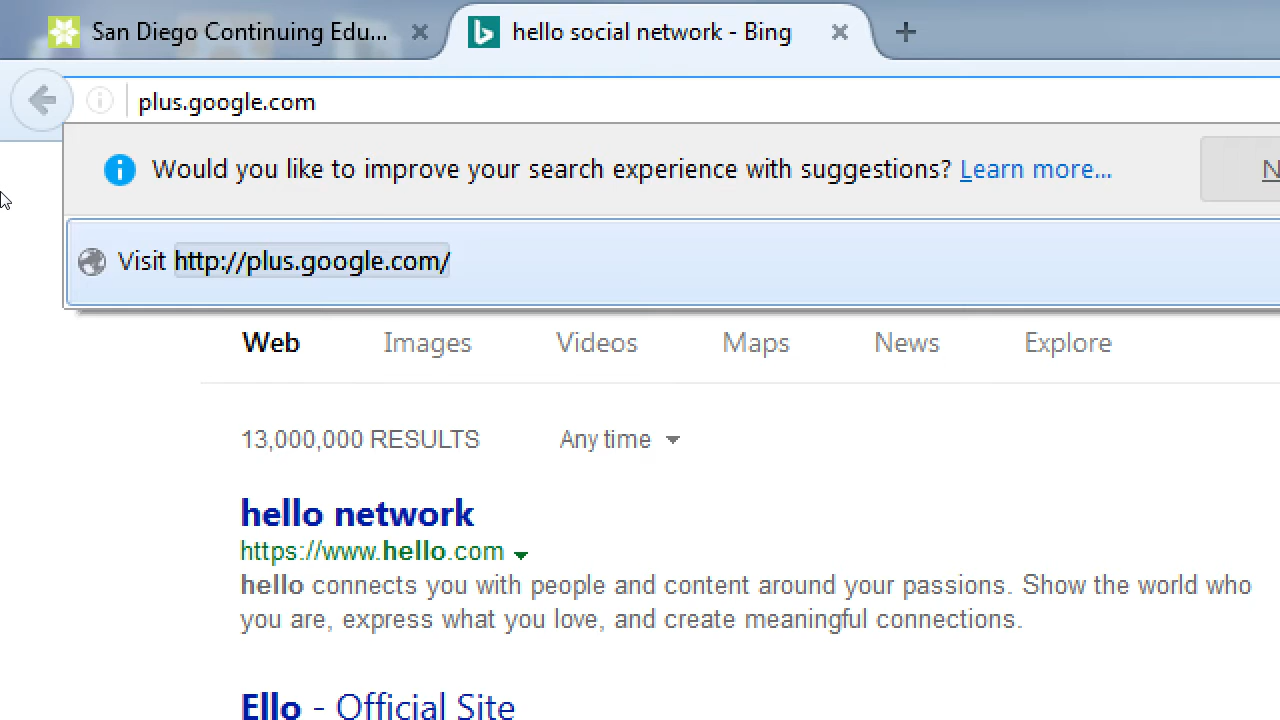 San Diego Continuing Edu...
hello social network - Bing
plus.google.com
Would you like to improve your search experience with suggestions? Learn more...
N
Visit http://plus.google.com/
Web Images Videos Maps News Explore
13,000,000 RESULTS Any time
hello network
https://www.hello.com
hello connects you with people and content around your passions. Show the world who
you are, express what you love, and create meaningful connections.
Ello - Official Site